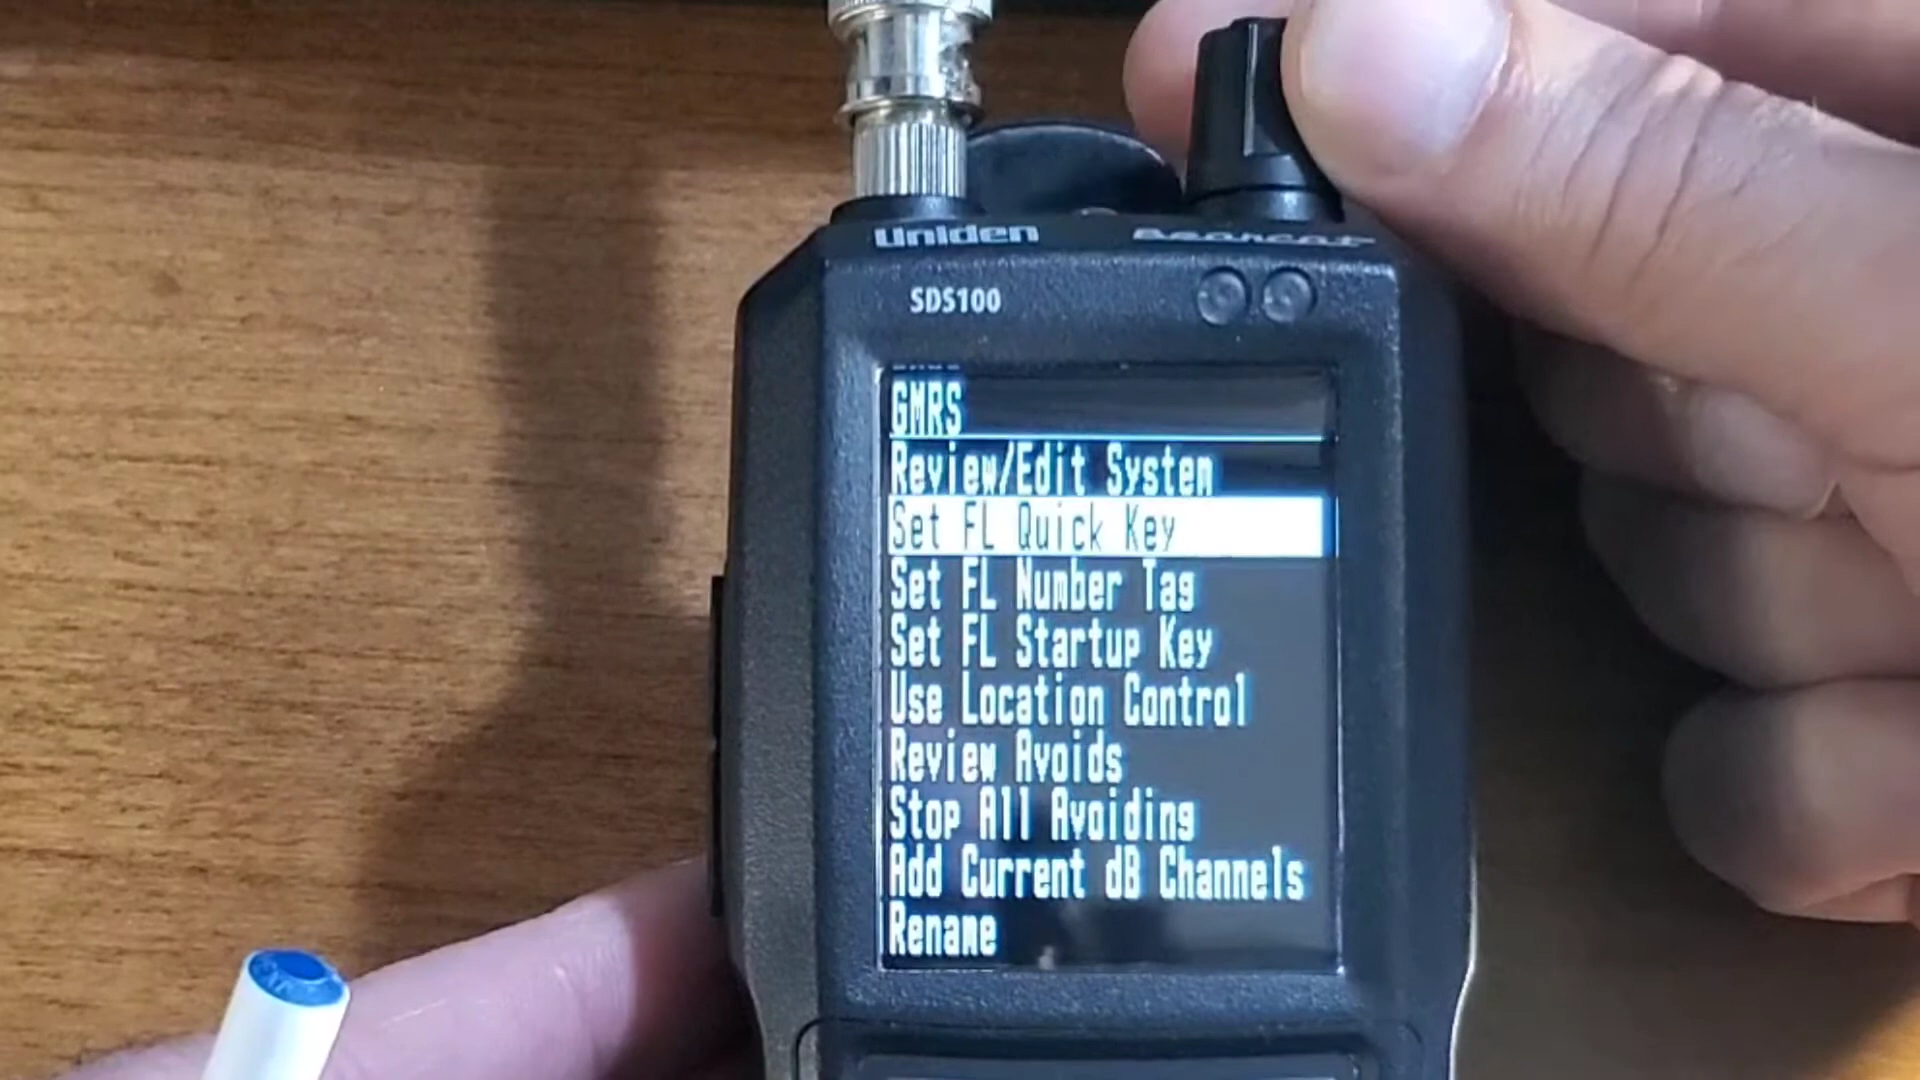 Uniden Bearcat
SDS100
GMRS
Review/Edit System
Set FL Quick Key
Set FL Number Tag
Set FL Startup Key
Use Location Control
Review Avoids
Stop All Avoiding
Add Current dB Channels
Rename